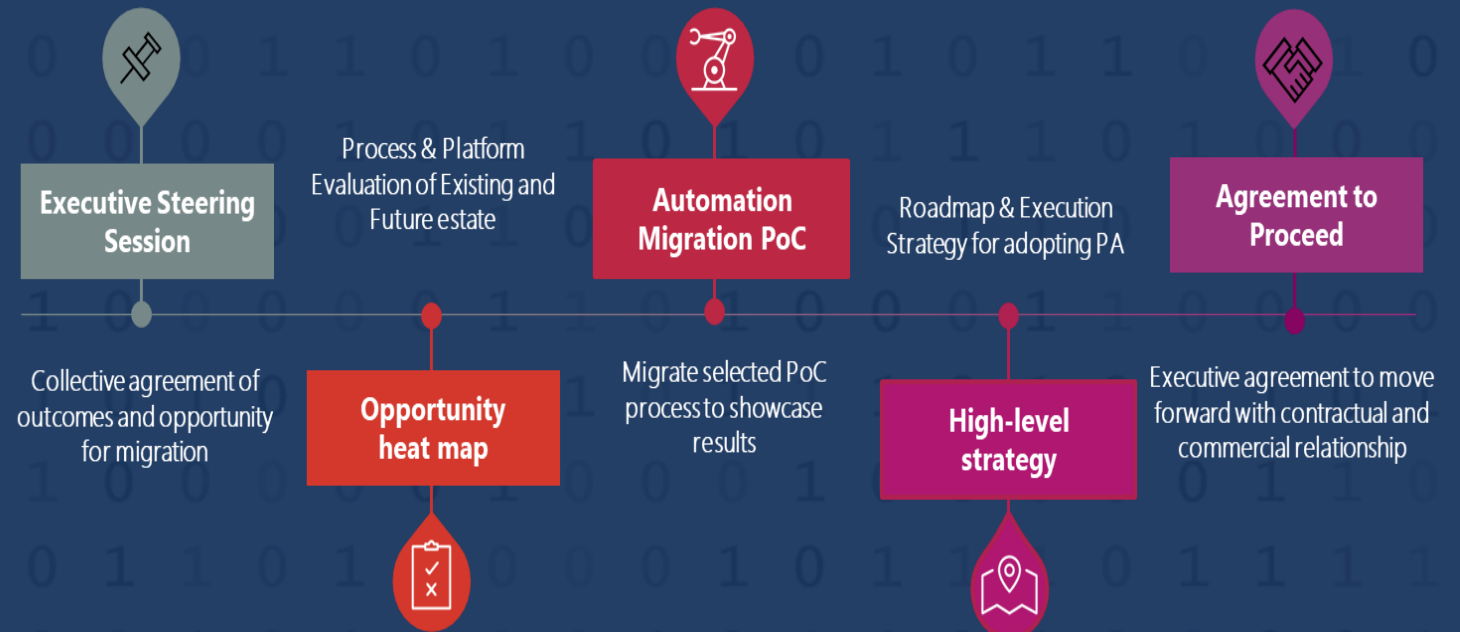 Executive Steering
Session
Collective agreement of
outcomes and opportunity
for migration
Process & Platform
Evaluation of Existing and
Future estate
Opportunity
heat map
Automation
Migration PoC
Migrate selected PoC
process to showcase
results
Roadmap & Execution
Strategy for adopting PA
High-level
strategy
Agreement to
Proceed
Executive agreement to move
forward with contractual and
commercial relationship